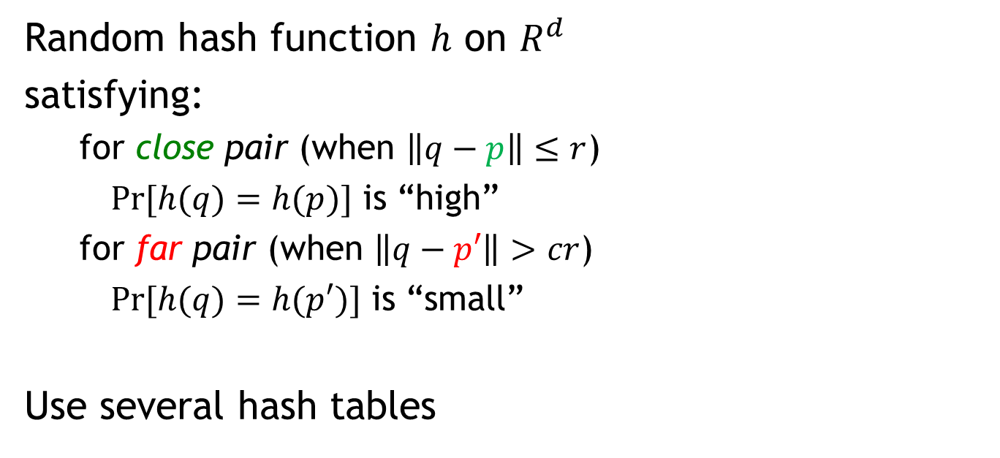 Random hash function ℎ on 𝑅ᵈ
satisfying:
for close pair (when ‖𝑞 − 𝑝‖ ≤ 𝑟)
Pr[ℎ(𝑞) = ℎ(𝑝)] is “high”
for far pair (when ‖𝑞 − 𝑝′‖ > 𝑐𝑟)
Pr[ℎ(𝑞) = ℎ(𝑝′)] is “small”
Use several hash tables